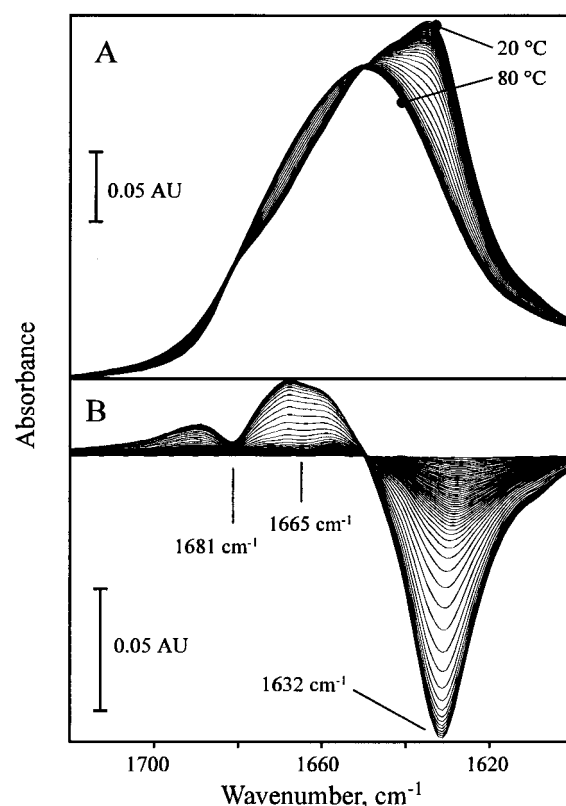 A
20 °C
80 °C
0.05 AU
Absorbance
B
1681 cm⁻¹
1665 cm⁻¹
0.05 AU
1632 cm⁻¹
1700
1660
1620
Wavenumber, cm⁻¹